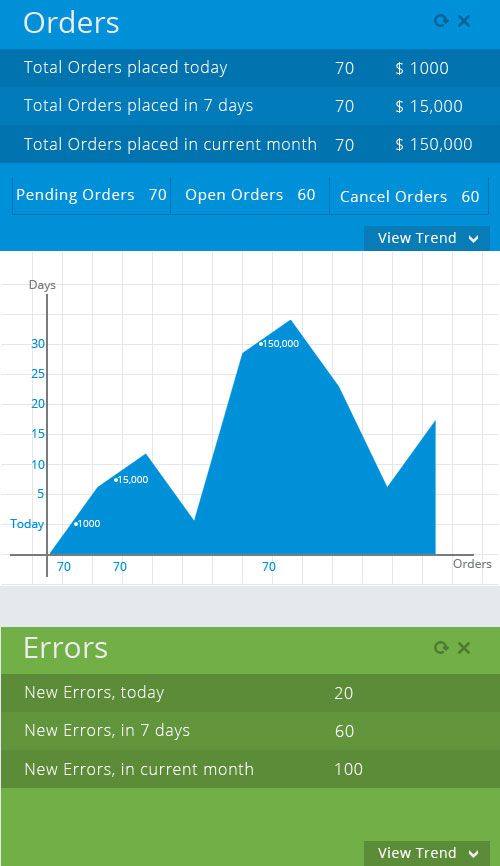 Orders
Total Orders placed today 70 $ 1000
Total Orders placed in 7 days 70 $ 15,000
Total Orders placed in current month 70 $ 150,000
Pending Orders 70 Open Orders 60 Cancel Orders 60
View Trend
Days
30
150,000
25
20
15
10
15,000
5
Today
1000
70 70 70
Orders
Errors
New Errors, today 20
New Errors, in 7 days 60
New Errors, in current month 100
View Trend